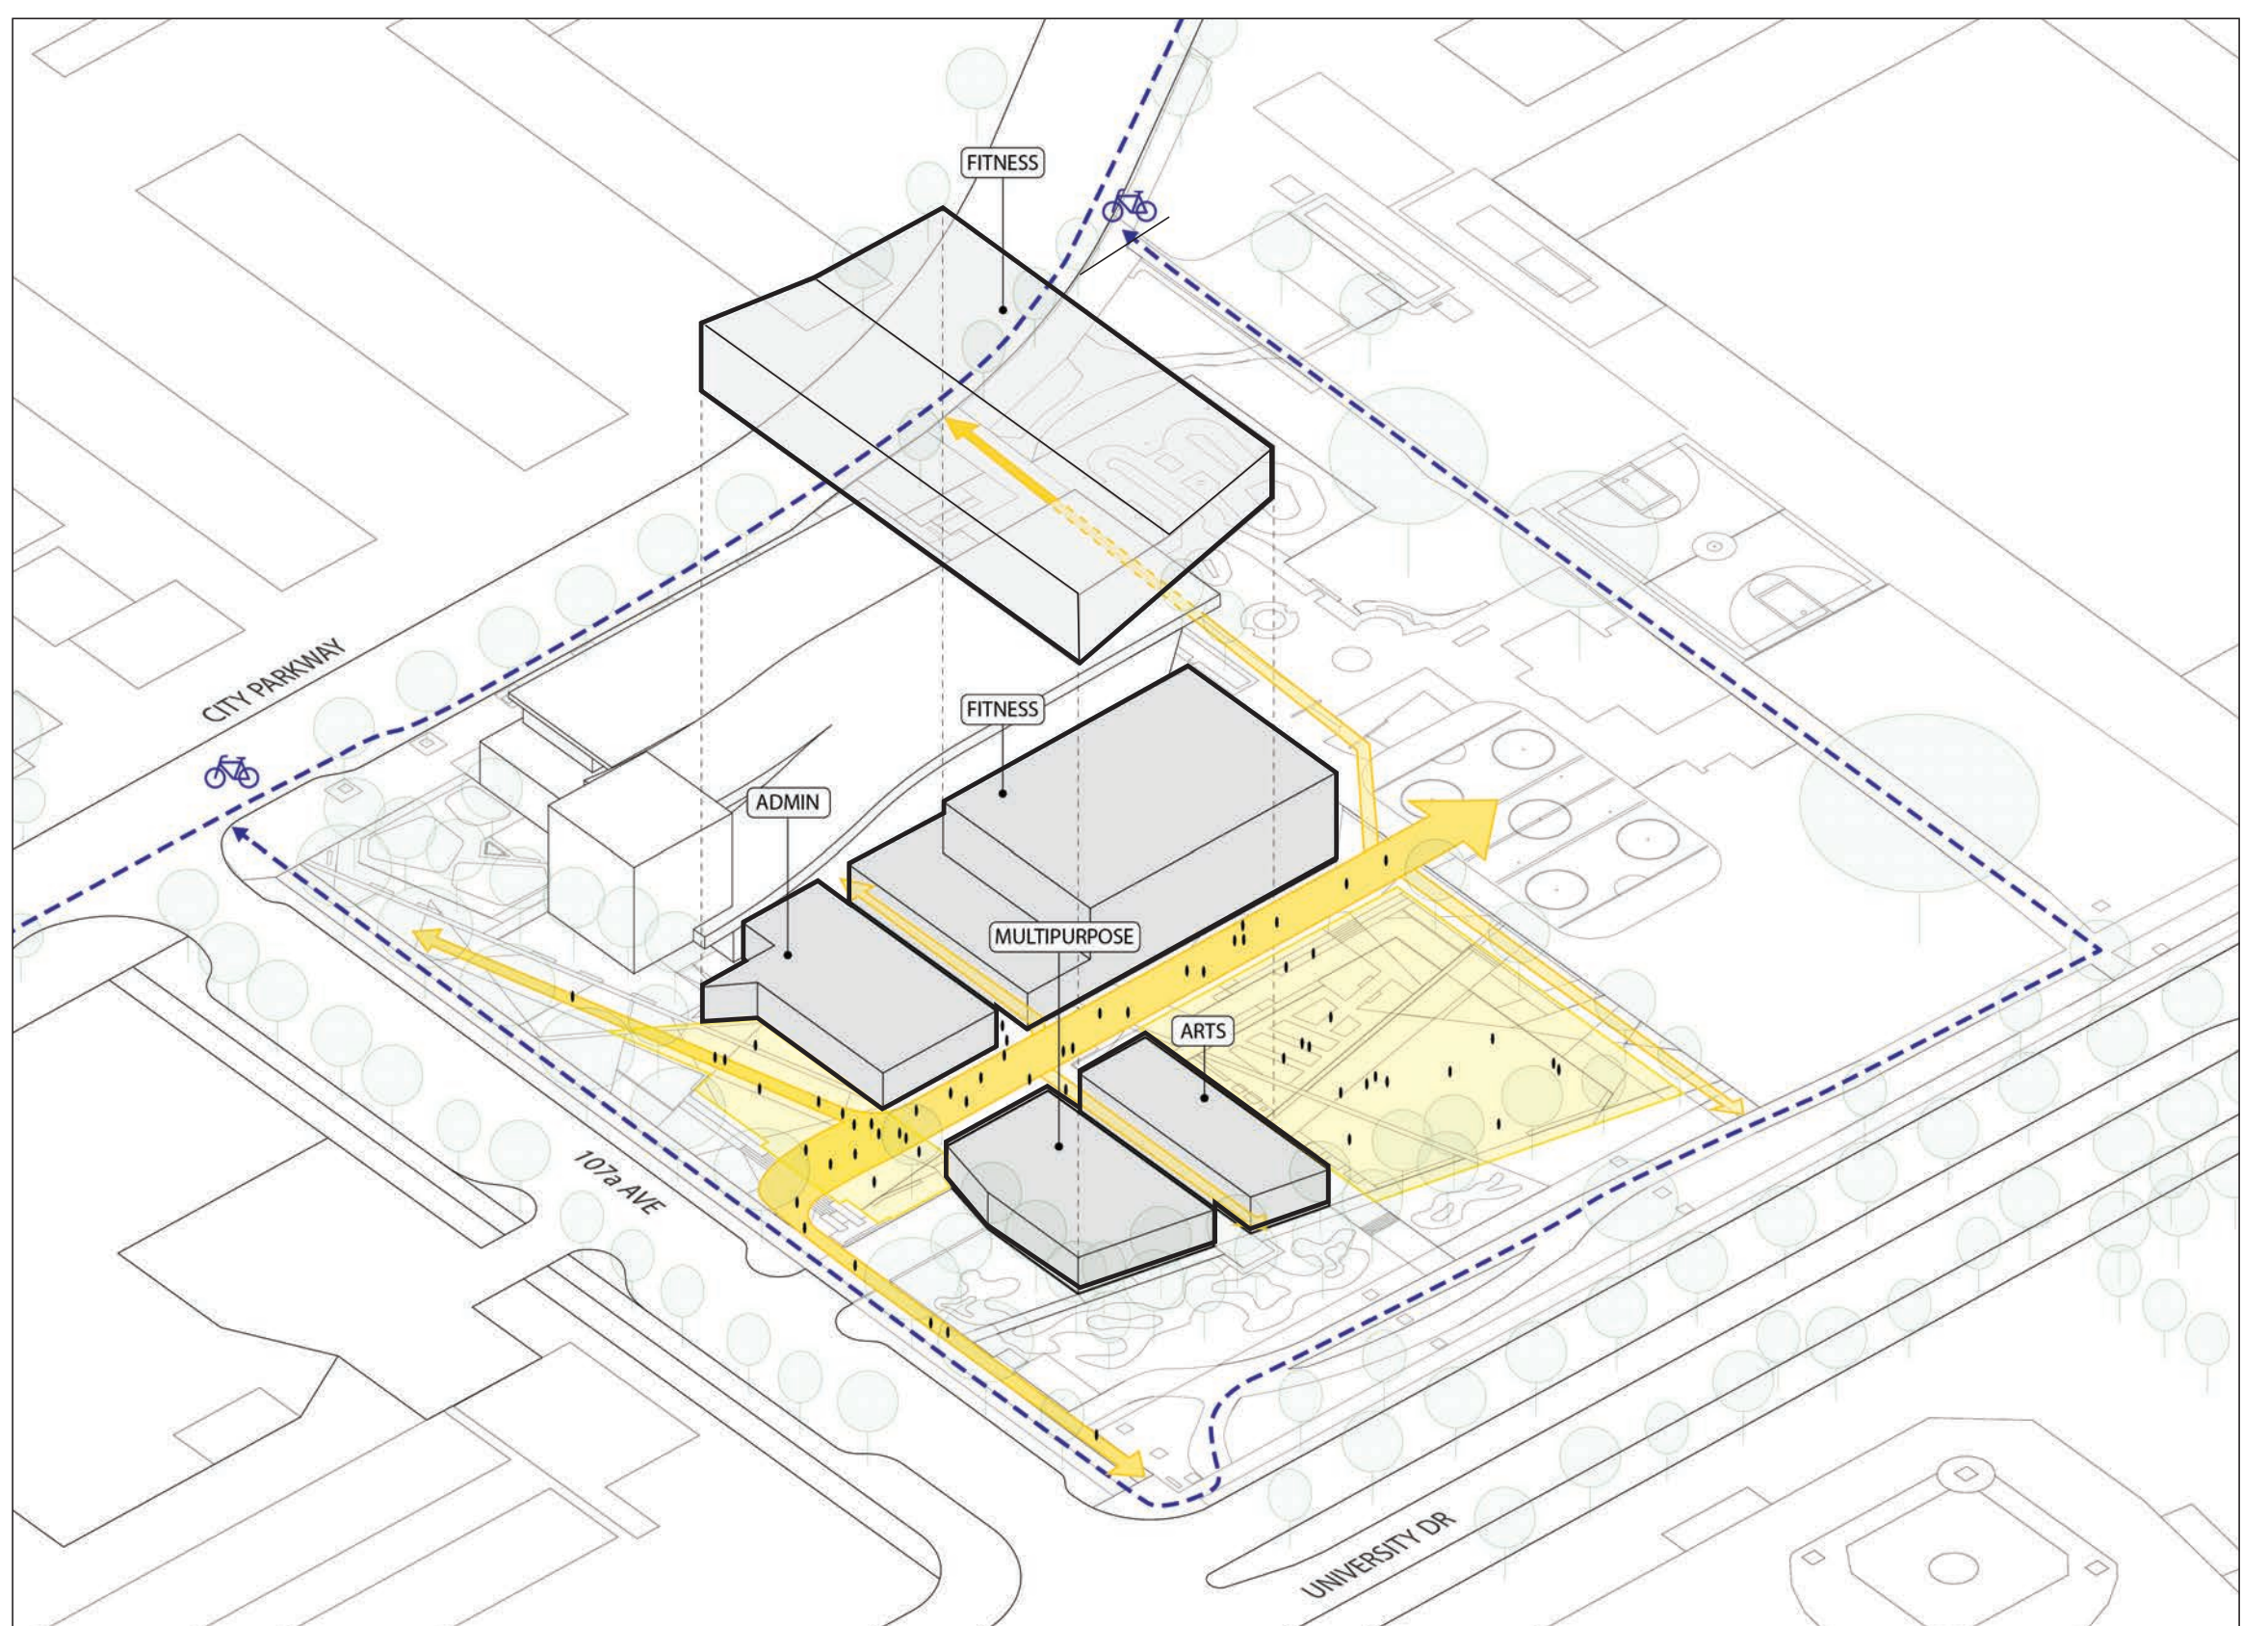 FITNESS
CITY PARKWAY
FITNESS
ADMIN
MULTIPURPOSE
ARTS
107a AVE
UNIVERSITY DR